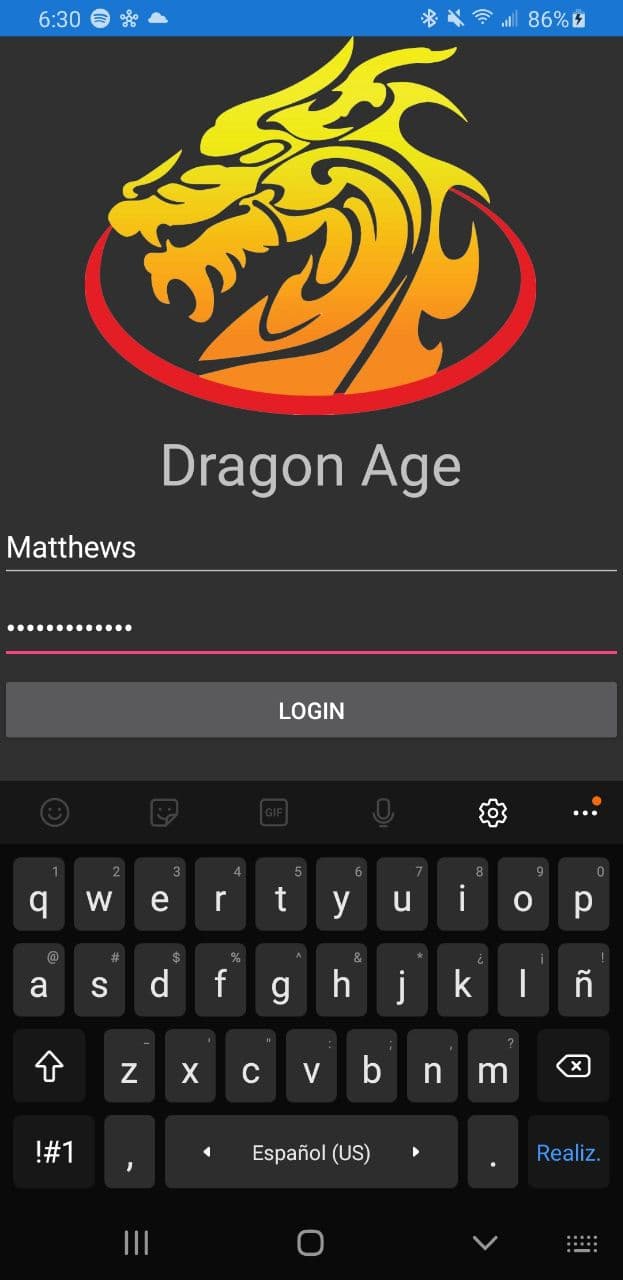 6:30 86%
Dragon Age
Matthews
•••••••••••••
LOGIN
GIF
1 2 3 4 5 6 7 8 9 0
q w e r t y u i o p
@ # $ % ^ & * ¿ ¡ !
a s d f g h j k l ñ
- ' " : ; , ?
z x c v b n m
!#1 , Español (US) . Realiz.